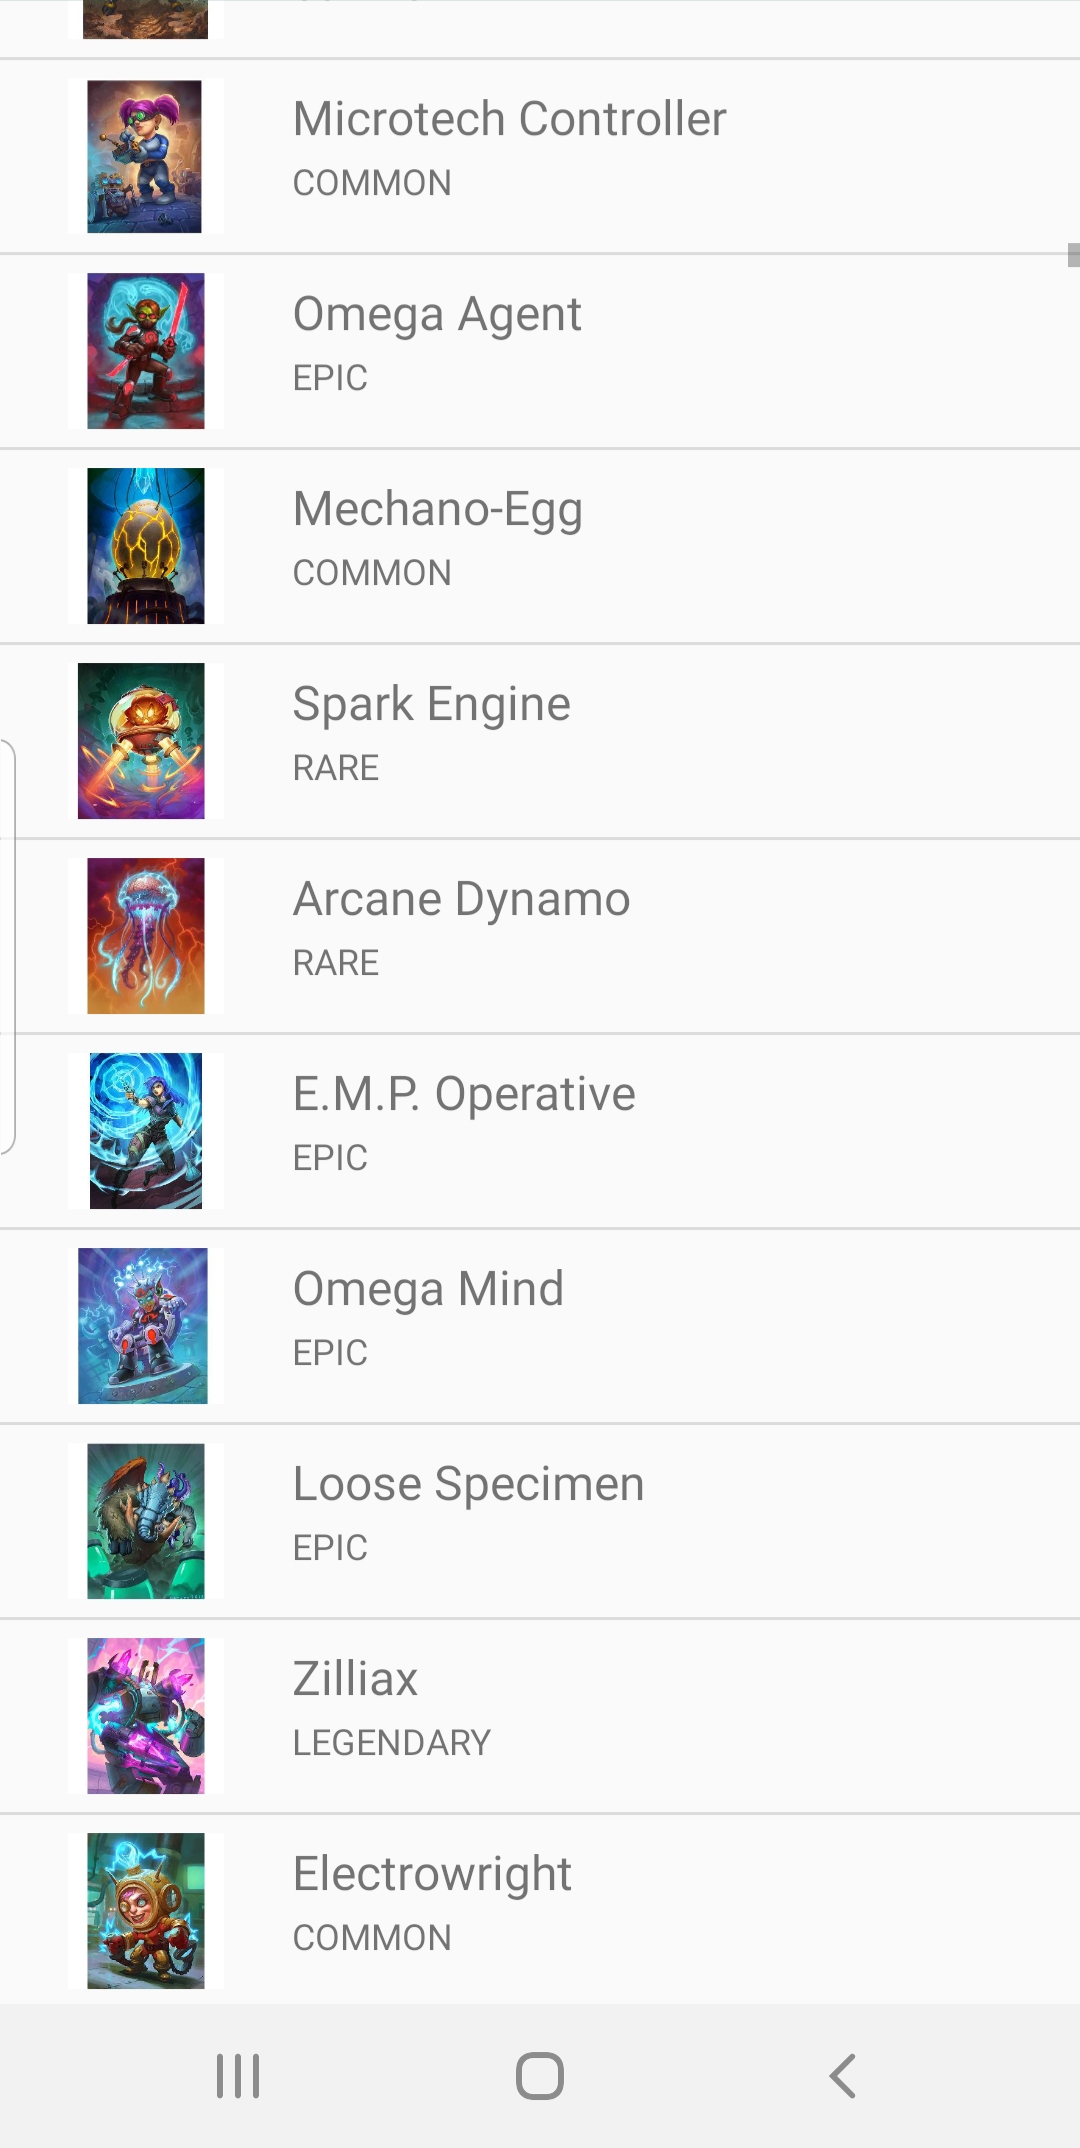 Microtech Controller
COMMON
Omega Agent
EPIC
Mechano-Egg
COMMON
Spark Engine
RARE
Arcane Dynamo
RARE
E.M.P. Operative
EPIC
Omega Mind
EPIC
Loose Specimen
EPIC
Zilliax
LEGENDARY
Electrowright
COMMON